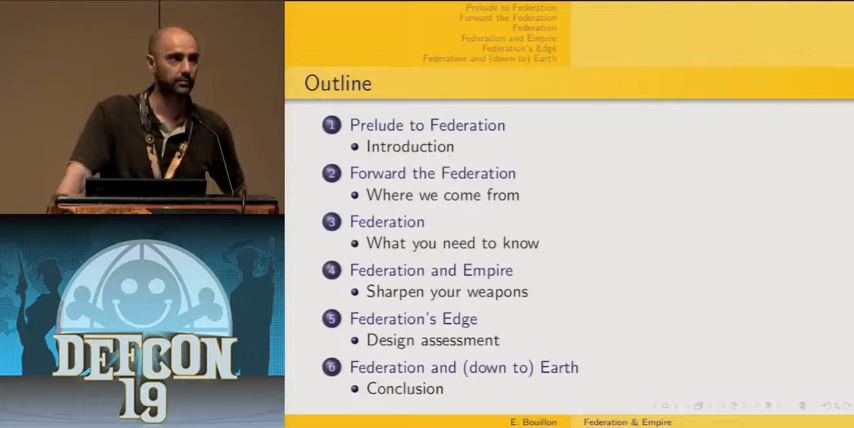 Prelude to Federation
Forward the Federation
Federation
Federation and Empire
Federation's Edge
Federation and (down to) Earth
Outline
1 Prelude to Federation
Introduction
2 Forward the Federation
Where we come from
3 Federation
What you need to know
4 Federation and Empire
Sharpen your weapons
5 Federation's Edge
Design assessment
6 Federation and (down to) Earth
Conclusion
E. Bouillon Federation & Empire
DEFCON
19